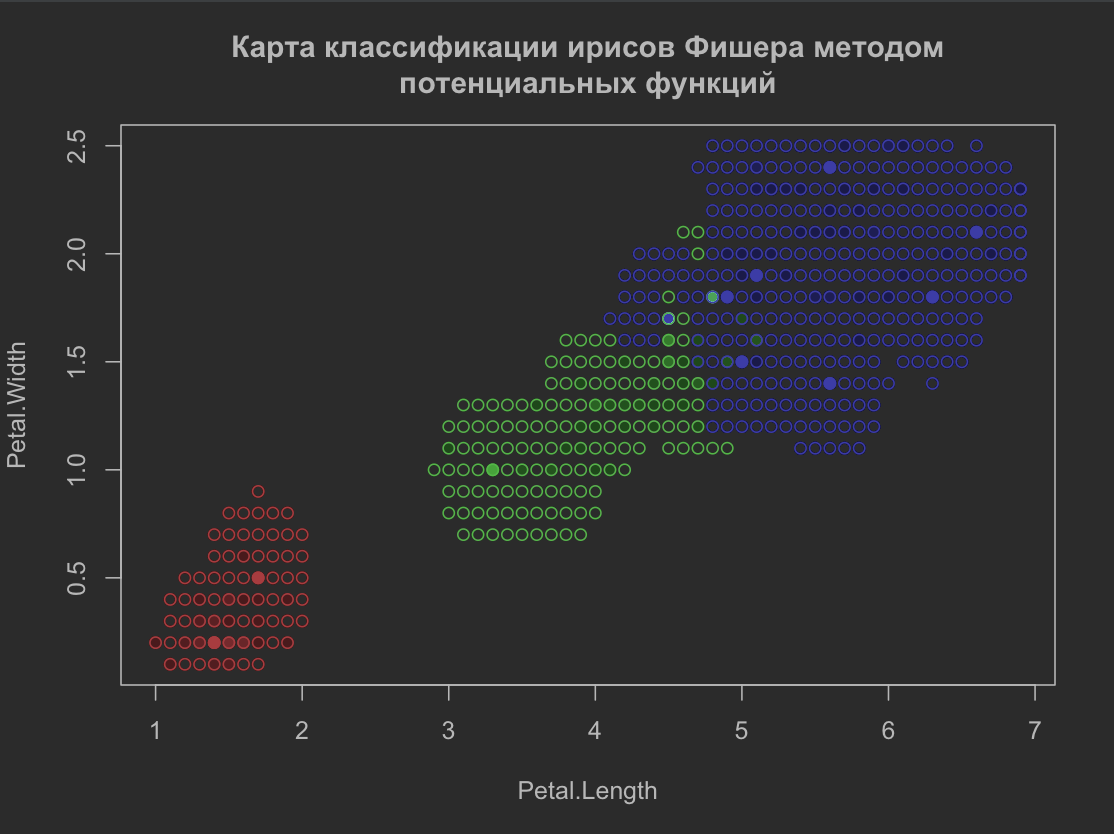 Карта классификации ирисов Фишера методом
потенциальных функций
Petal.Width
2.5
2.0
1.5
1.0
0.5
1 2 3 4 5 6 7
Petal.Length